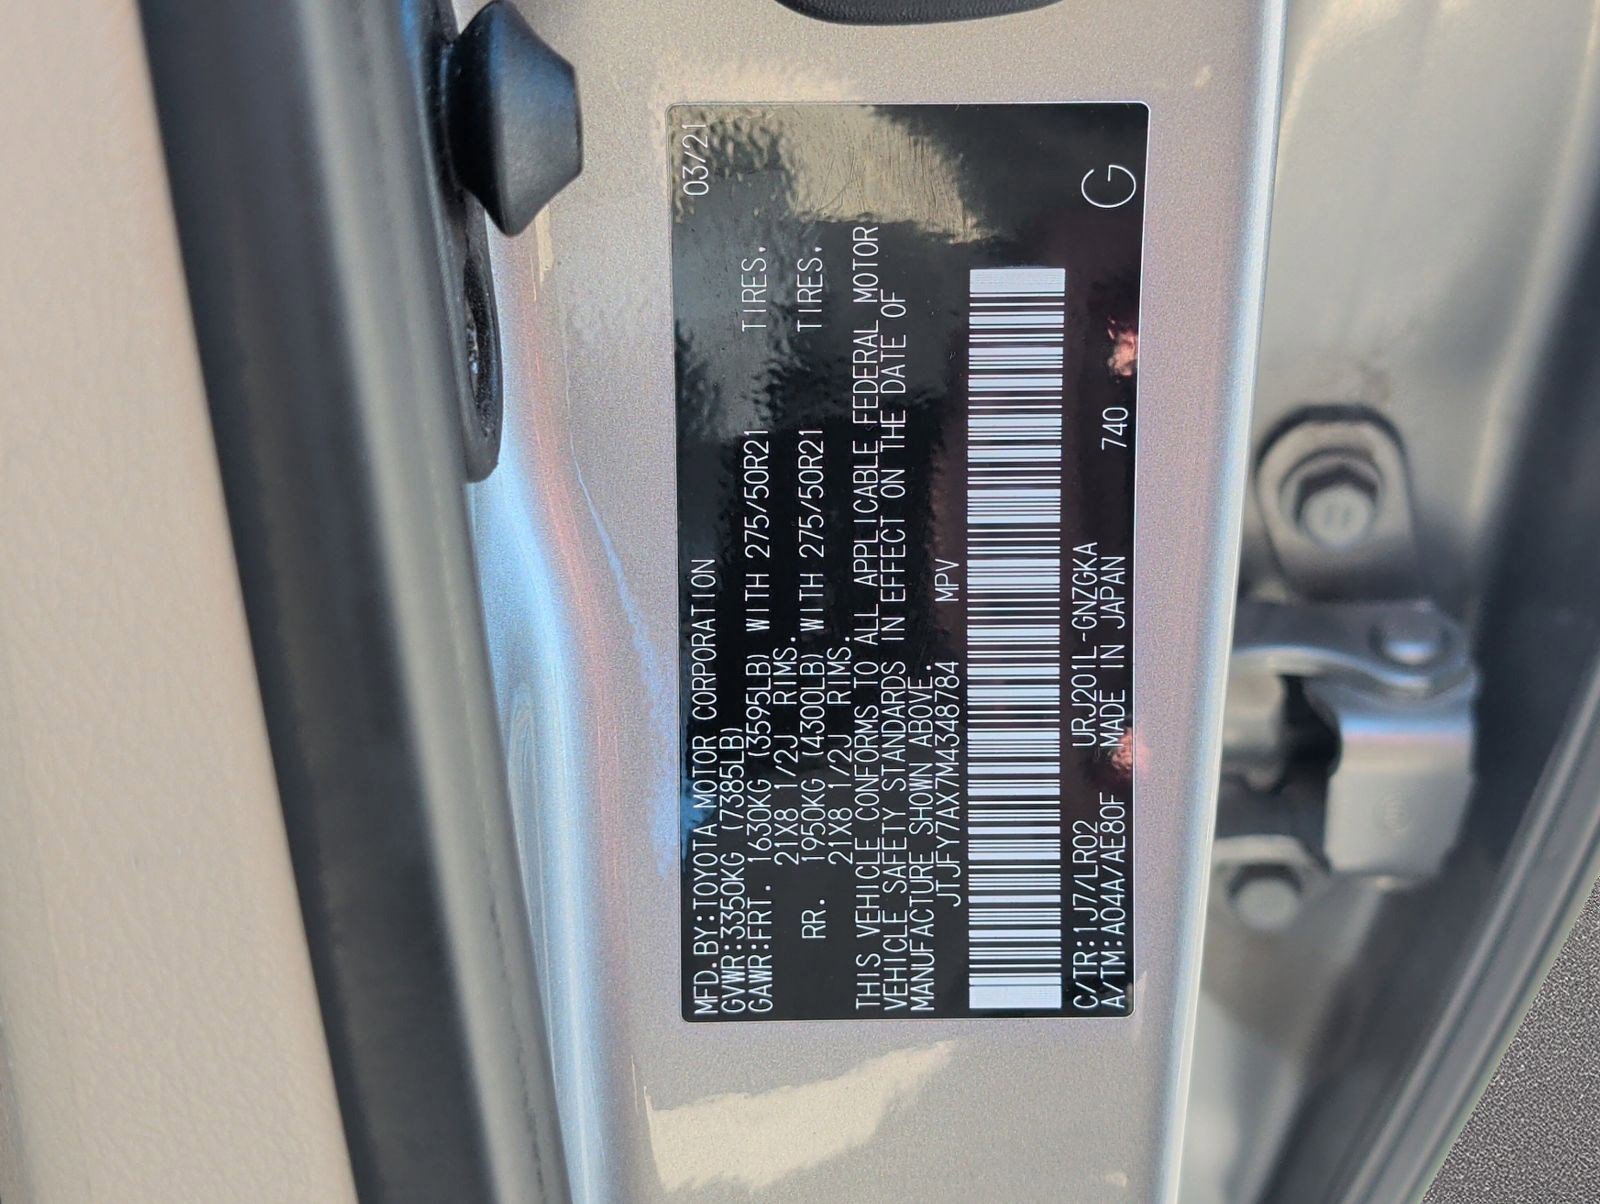 MFD.BY:TOYOTA MOTOR CORPORATION 03/21
GVWR:3350KG (7385LB)
GAWR:FRT. 1630KG (3595LB) WITH 275/50R21 TIRES.
21X8 1/2J RIMS.
RR. 1950KG (4300LB) WITH 275/50R21 TIRES.
21X8 1/2J RIMS.
THIS VEHICLE CONFORMS TO ALL APPLICABLE FEDERAL MOTOR
VEHICLE SAFETY STANDARDS IN EFFECT ON THE DATE OF
MANUFACTURE SHOWN ABOVE.
JTJFY7AX7M4348784 MPV
C/TR:1J7/LR02 URJ201L-GNZGKA
A/TM:A04A/AE80F MADE IN JAPAN 740 G